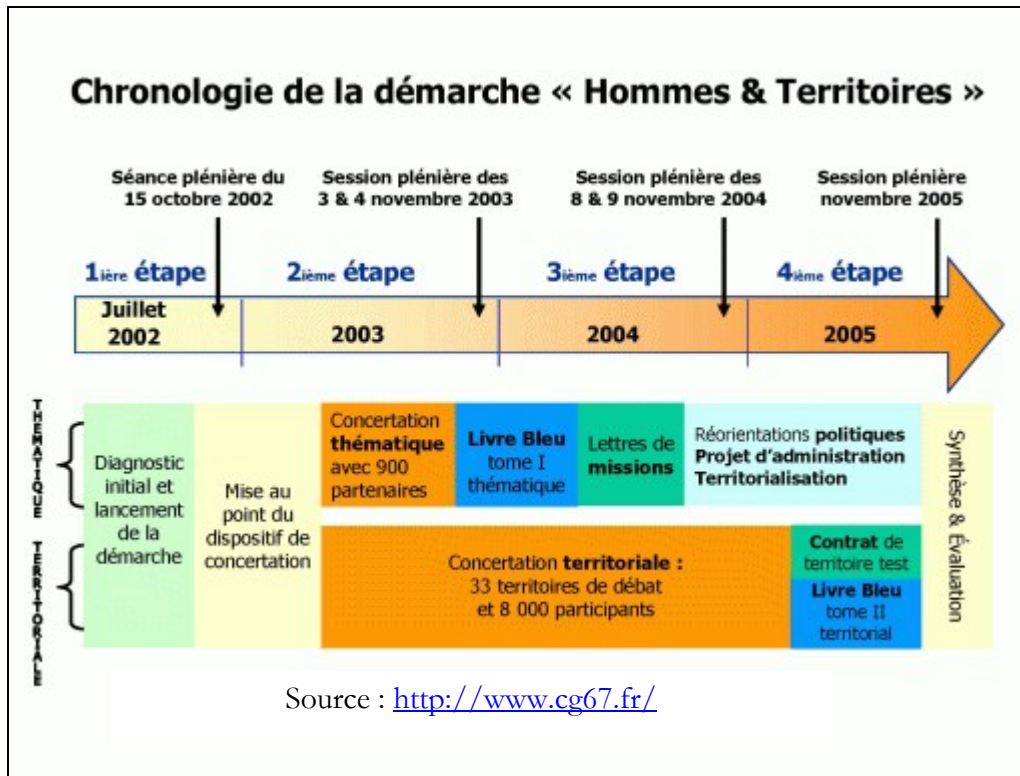 Chronologie de la démarche « Hommes & Territoires »
Séance plénière du
15 octobre 2002
Session plénière des
3 & 4 novembre 2003
Session plénière des
8 & 9 novembre 2004
Session plénière
novembre 2005
1ière étape
2ième étape
3ième étape
4ième étape
Juillet
2002
2003
2004
2005
THEMATIQUE
Diagnostic
initial et
lancement de la
démarche
Mise au
point du
dispositif de
concertation
Concertation
thématique
avec 900
partenaires
Livre Bleu
tome I
thématique
Lettres de
missions
Réorientations politiques
Projet d'administration
Territorialisation
Synthèse & Évaluation
TERRITORIALE
Concertation territoriale :
33 territoires de débat
et 8 000 participants
Contrat de
territoire test
Livre Bleu
tome II
territorial
Source : http://www.cg67.fr/